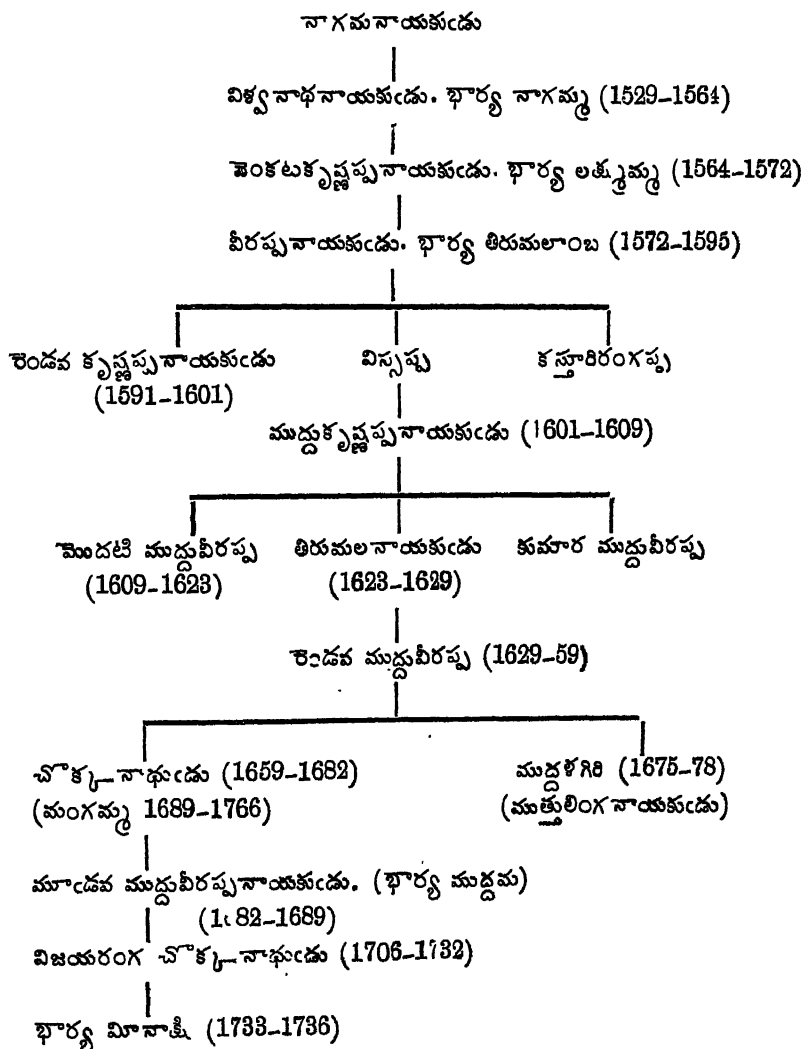 నాగమనాయకుఁడు
విశ్వనాథనాయకుఁడు. భార్య నాగమ్మ (1529–1564)
వెంకటకృష్ణప్పనాయకుఁడు. భార్య లక్ష్మమ్మ (1564–1572)
వీరప్పనాయకుఁడు. భార్య తిరుమలాంబ (1572–1595)
రెండవ కృష్ణప్పనాయకుఁడు విస్సప్ప కస్తూరిరంగప్ప
(1591–1601)
ముద్దుకృష్ణప్పనాయకుఁడు (1601–1609)
మొదటి ముద్దువీరప్ప తిరుమలనాయకుఁడు కుమార ముద్దువీరప్ప
(1609–1623) (1623–1629)
రెండవ ముద్దువీరప్ప (1629–59)
చొక్కనాథుఁడు (1659–1682) ముద్దళగిరి (1675–78)
(మంగమ్మ 1689–1766) (ముత్తులింగనాయకుఁడు)
మూఁడవ ముద్దువీరప్పనాయకుఁడు. (భార్య ముద్దమ)
(1682–1689)
విజయరంగ చొక్కనాథుఁడు (1706–1732)
భార్య మీనాక్షి (1733–1736)